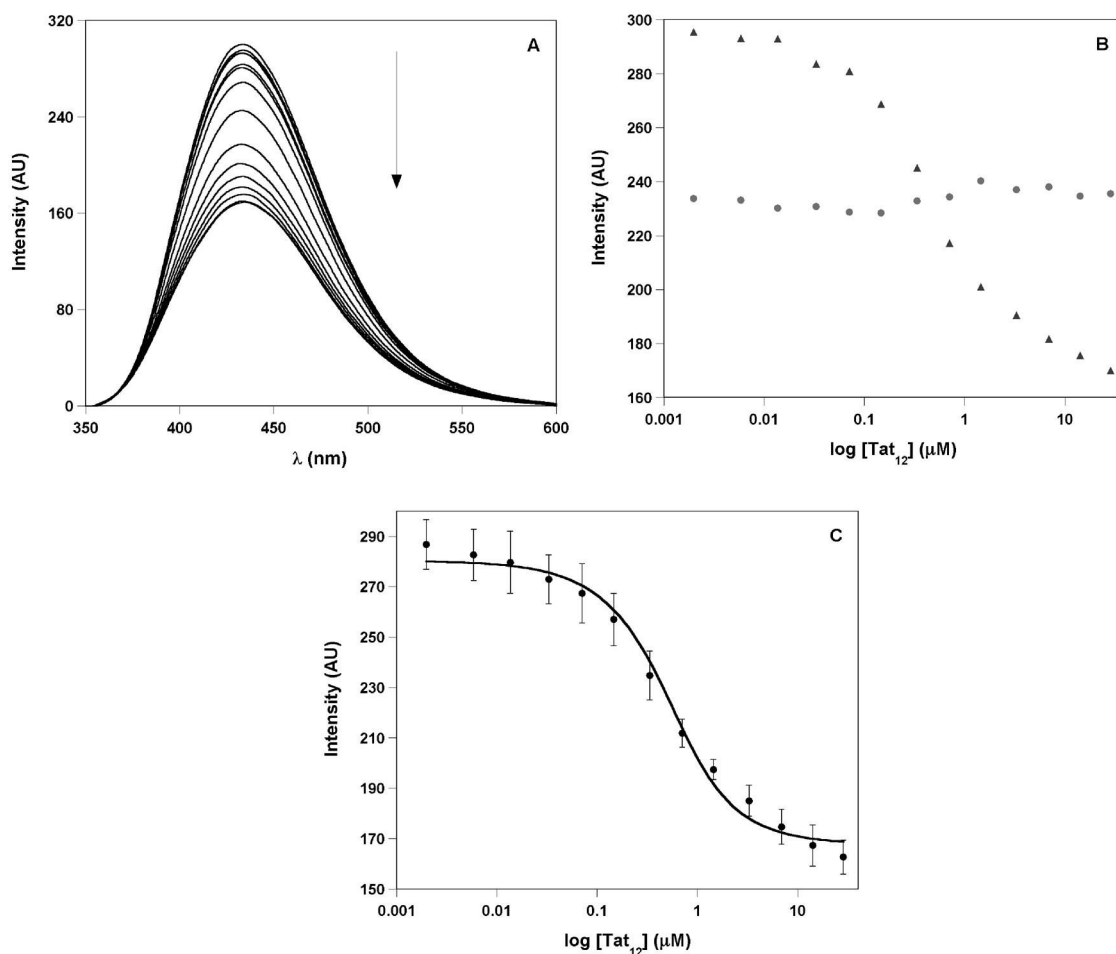 A
320
240
160
80
0
Intensity (AU)
350 400 450 500 550 600
λ (nm)
B
300
280
260
240
220
200
180
160
Intensity (AU)
0.001 0.01 0.1 1 10
log [Tat₁₂] (μM)
C
290
270
250
230
210
190
170
150
Intensity (AU)
0.001 0.01 0.1 1 10
log [Tat₁₂] (μM)